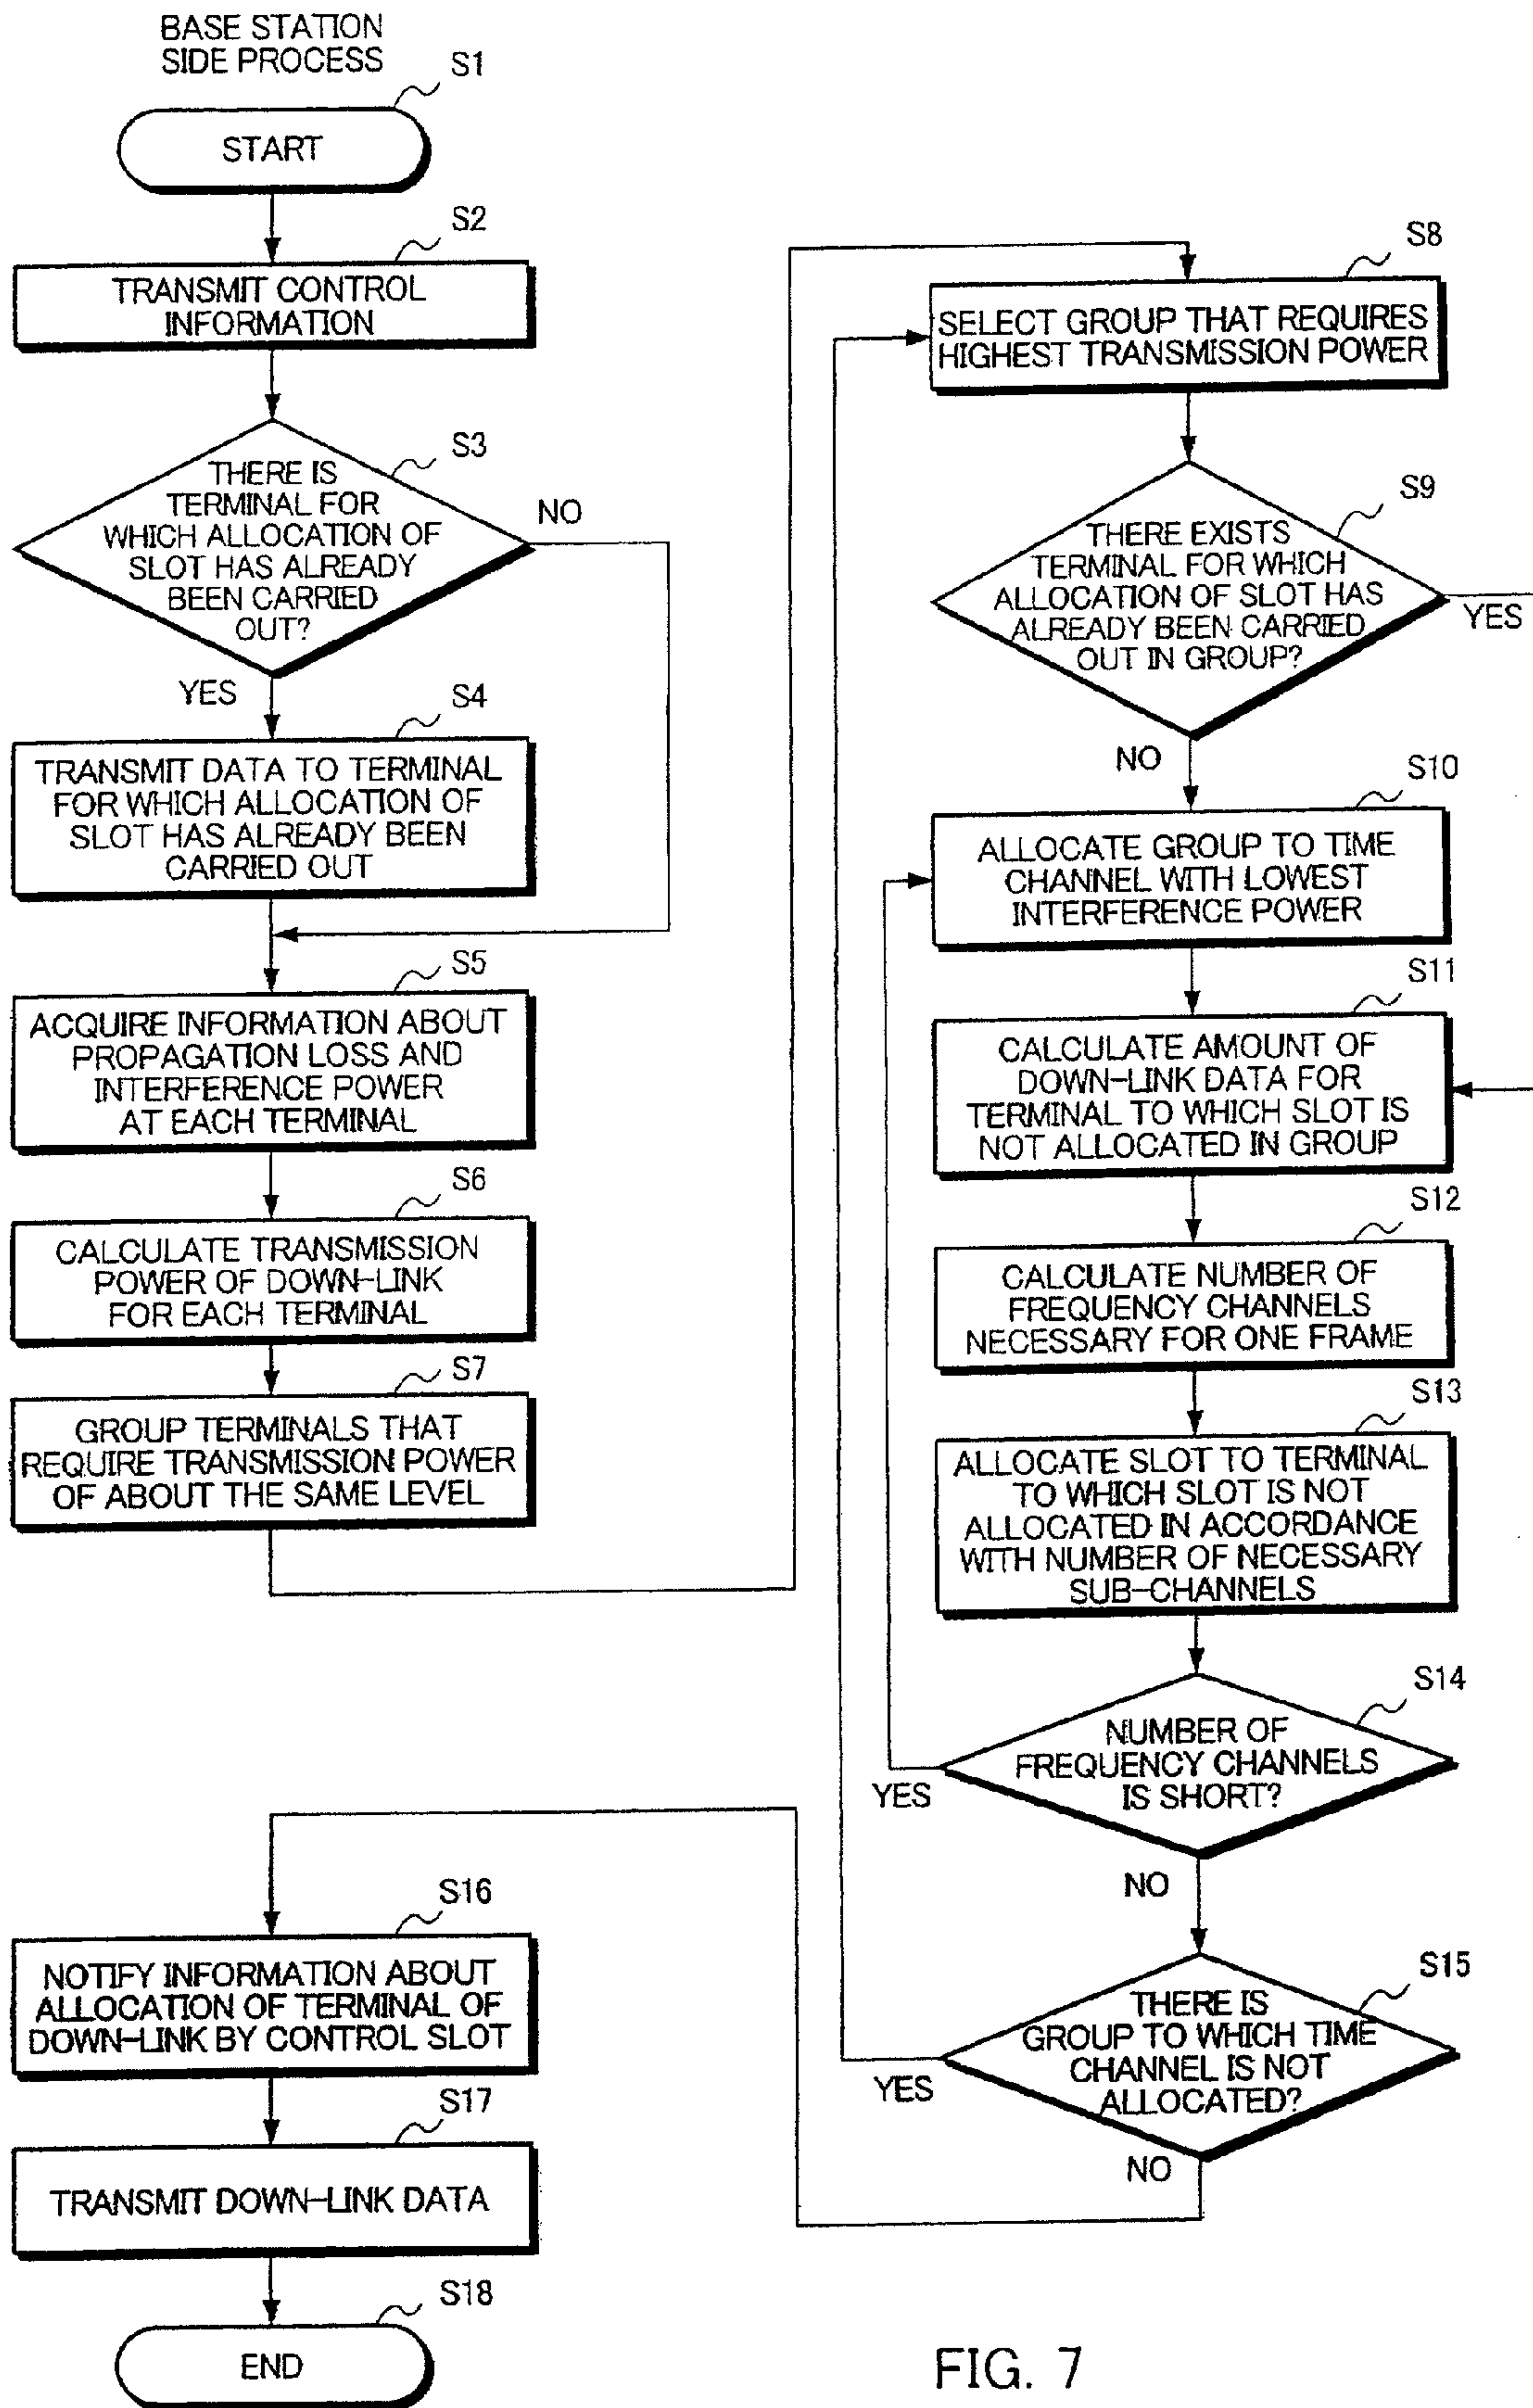 BASE STATION
SIDE PROCESS
S1
START
S2
TRANSMIT CONTROL
INFORMATION
S3
THERE IS
TERMINAL FOR
WHICH ALLOCATION OF
SLOT HAS ALREADY
BEEN CARRIED
OUT?
NO
YES
S4
TRANSMIT DATA TO TERMINAL
FOR WHICH ALLOCATION OF
SLOT HAS ALREADY BEEN
CARRIED OUT
S5
ACQUIRE INFORMATION ABOUT
PROPAGATION LOSS AND
INTERFERENCE POWER
AT EACH TERMINAL
S6
CALCULATE TRANSMISSION
POWER OF DOWN-LINK
FOR EACH TERMINAL
S7
GROUP TERMINALS THAT
REQUIRE TRANSMISSION POWER
OF ABOUT THE SAME LEVEL
S8
SELECT GROUP THAT REQUIRES
HIGHEST TRANSMISSION POWER
S9
THERE EXISTS
TERMINAL FOR WHICH
ALLOCATION OF SLOT HAS
ALREADY BEEN CARRIED
OUT IN GROUP?
YES
NO
S10
ALLOCATE GROUP TO TIME
CHANNEL WITH LOWEST
INTERFERENCE POWER
S11
CALCULATE AMOUNT OF
DOWN-LINK DATA FOR
TERMINAL TO WHICH SLOT IS
NOT ALLOCATED IN GROUP
S12
CALCULATE NUMBER OF
FREQUENCY CHANNELS
NECESSARY FOR ONE FRAME
S13
ALLOCATE SLOT TO TERMINAL
TO WHICH SLOT IS NOT
ALLOCATED IN ACCORDANCE
WITH NUMBER OF NECESSARY
SUB-CHANNELS
S14
NUMBER OF
FREQUENCY CHANNELS
IS SHORT?
YES
NO
S15
THERE IS
GROUP TO WHICH TIME
CHANNEL IS NOT
ALLOCATED?
YES
NO
S16
NOTIFY INFORMATION ABOUT
ALLOCATION OF TERMINAL OF
DOWN-LINK BY CONTROL SLOT
S17
TRANSMIT DOWN-LINK DATA
S18
END
FIG. 7